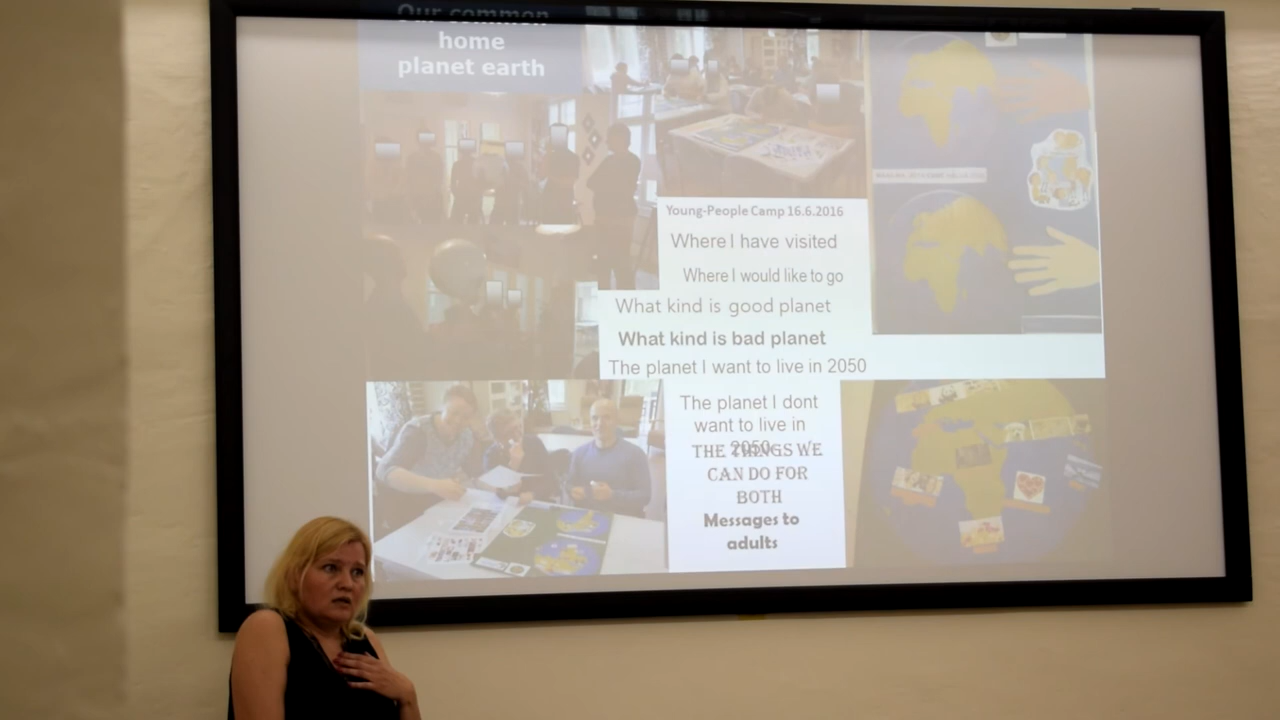 Our common
home
planet earth
Young-People Camp 16.6.2016
Where I have visited
Where I would like to go
What kind is good planet
What kind is bad planet
The planet I want to live in 2050
The planet I dont
want to live in
2050
THE THINGS WE
CAN DO FOR
BOTH
Messages to
adults